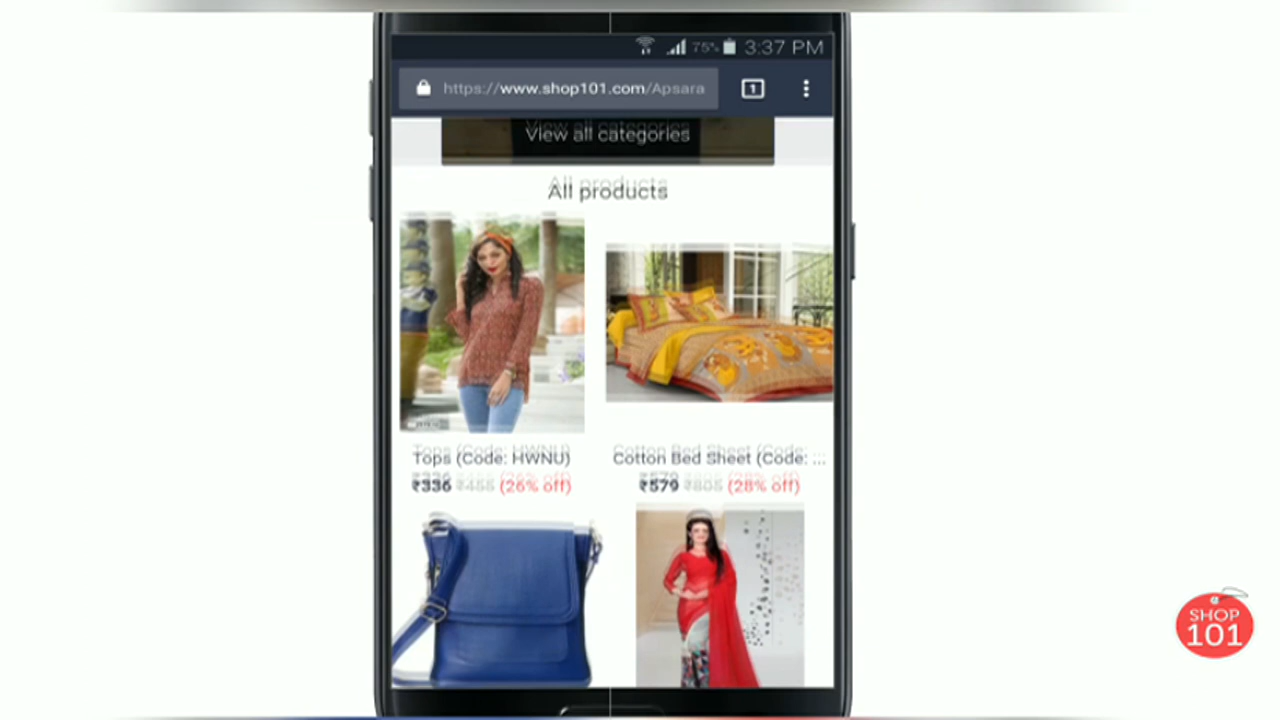 75% 3:37 PM
https://www.shop101.com/Apsara
1
View all categories
All products
Tops (Code: HWNU)
Cotton Bed Sheet (Code: ...
₹336 ₹455 (26% off)
₹579 ₹805 (28% off)
SHOP
101